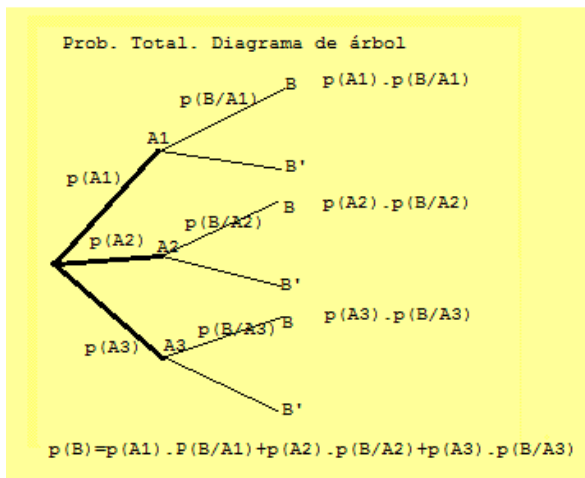 Prob. Total. Diagrama de árbol
B p(A1).p(B/A1)
p(B/A1)
A1
B'
p(A1)
B p(A2).p(B/A2)
p(B/A2)
p(A2) A2
B'
B p(A3).p(B/A3)
p(B/A3)
p(A3) A3
B'
p(B)=p(A1).P(B/A1)+p(A2).p(B/A2)+p(A3).p(B/A3)